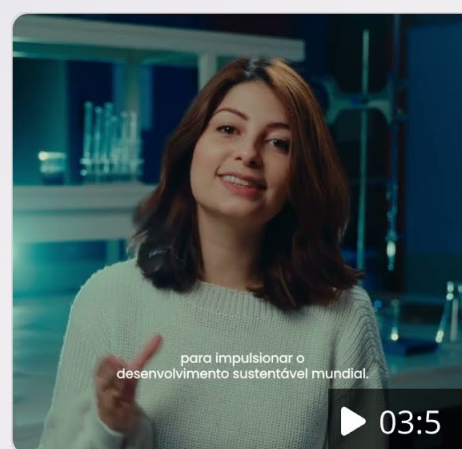 para impulsionar o
desenvolvimento sustentável mundial.
03:5